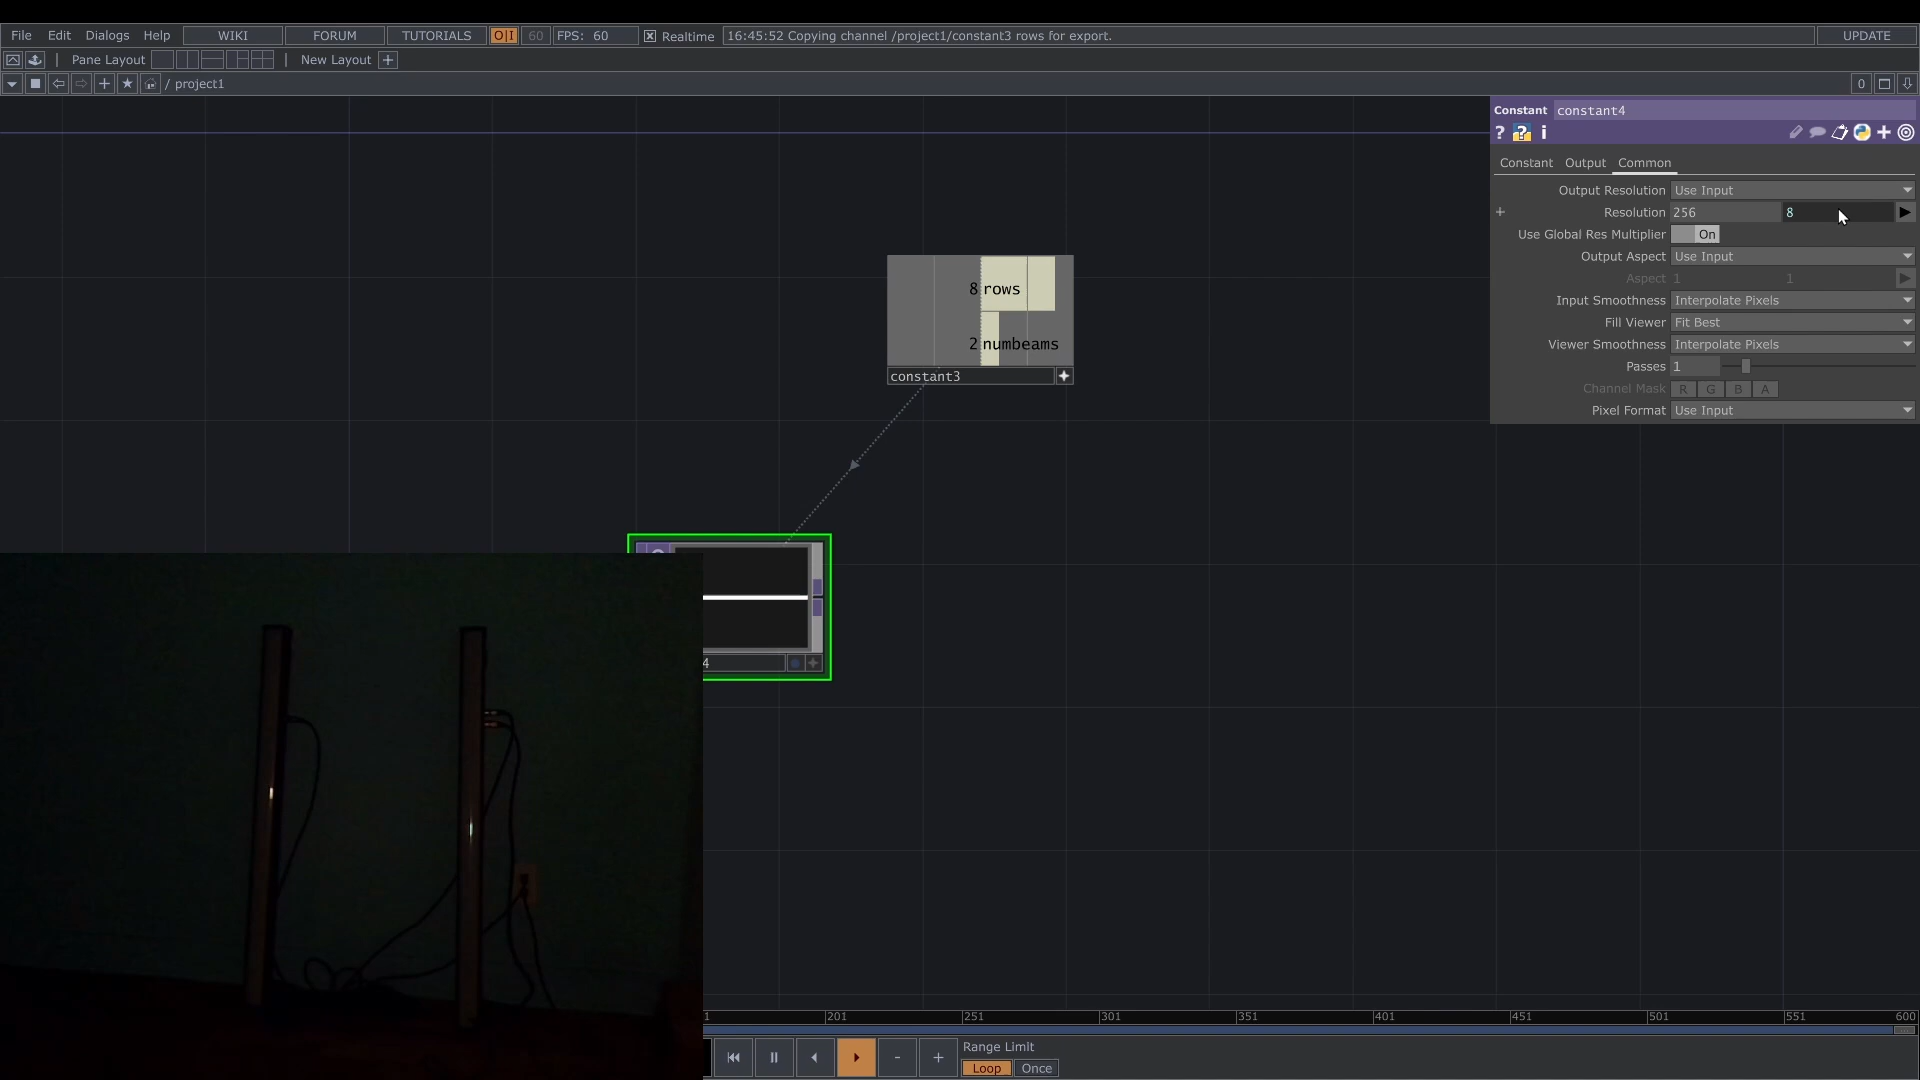 File Edit Dialogs Help WIKI FORUM TUTORIALS O|I 60 FPS: 60 Realtime 16:45:52 Copying channel /project1/constant3 rows for export. UPDATE
Pane Layout New Layout +
/ project1 0
Constant constant4
? ? i
Constant Output Common
Output Resolution Use Input
+ Resolution 256 8
Use Global Res Multiplier On
Output Aspect Use Input
Aspect 1 1
Input Smoothness Interpolate Pixels
Fill Viewer Fit Best
Viewer Smoothness Interpolate Pixels
Passes 1
Channel Mask R G B A
Pixel Format Use Input
8 rows
2 numbeams
constant3
4
1 201 251 301 351 401 451 501 551 600
- + Range Limit
Loop Once